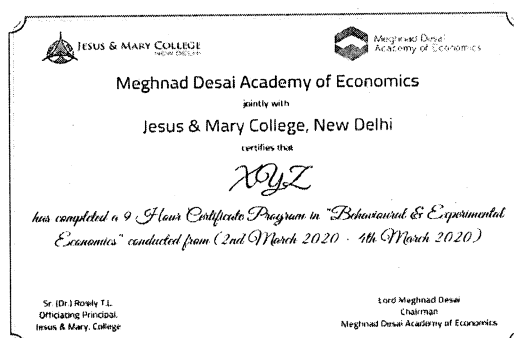 JESUS & MARY COLLEGE
NEW DELHI
Meghnad Desai
Academy of Economics
Meghnad Desai Academy of Economics
jointly with
Jesus & Mary College, New Delhi
certifies that
XYZ
has completed a 9 Hour Certificate Program in "Behavioural & Experimental
Economics" conducted from (2nd March 2020 - 4th March 2020)
Sr. (Dr.) Rosily T.L.
Officiating Principal,
Jesus & Mary, College
Lord Meghnad Desai
Chairman
Meghnad Desai Academy of Economics